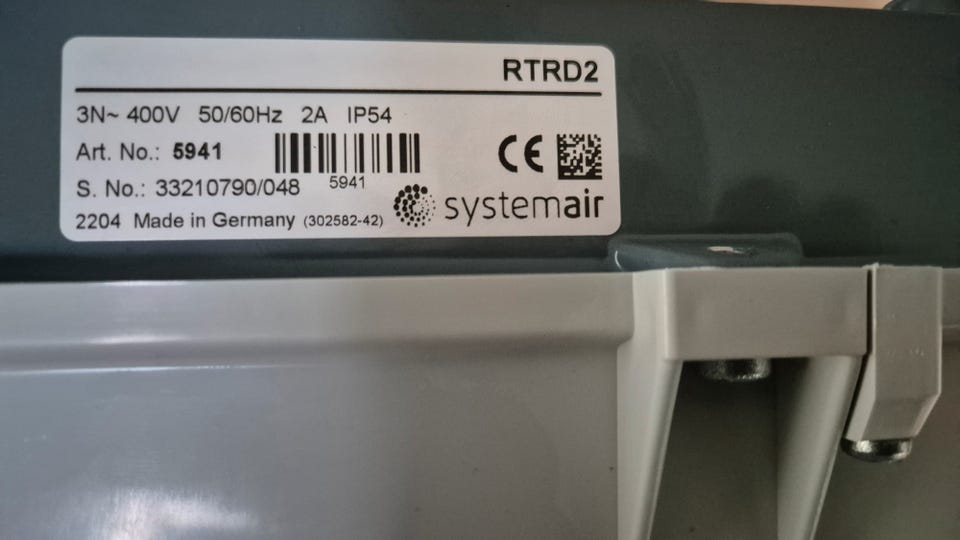 RTRD2
3N~ 400V 50/60Hz 2A IP54
Art. No.: 5941
5941
CE
S. No.: 33210790/048
systemair
2204 Made in Germany (302582-42)